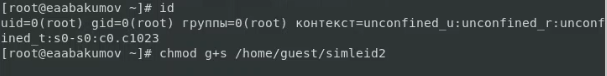 [root@eaabakumov ~]# id
uid=0(root) gid=0(root) группы=0(root) контекст=unconfined_u:unconfined_r:unconf
ined_t:s0-s0:c0.c1023
[root@eaabakumov ~]# chmod g+s /home/guest/simleid2